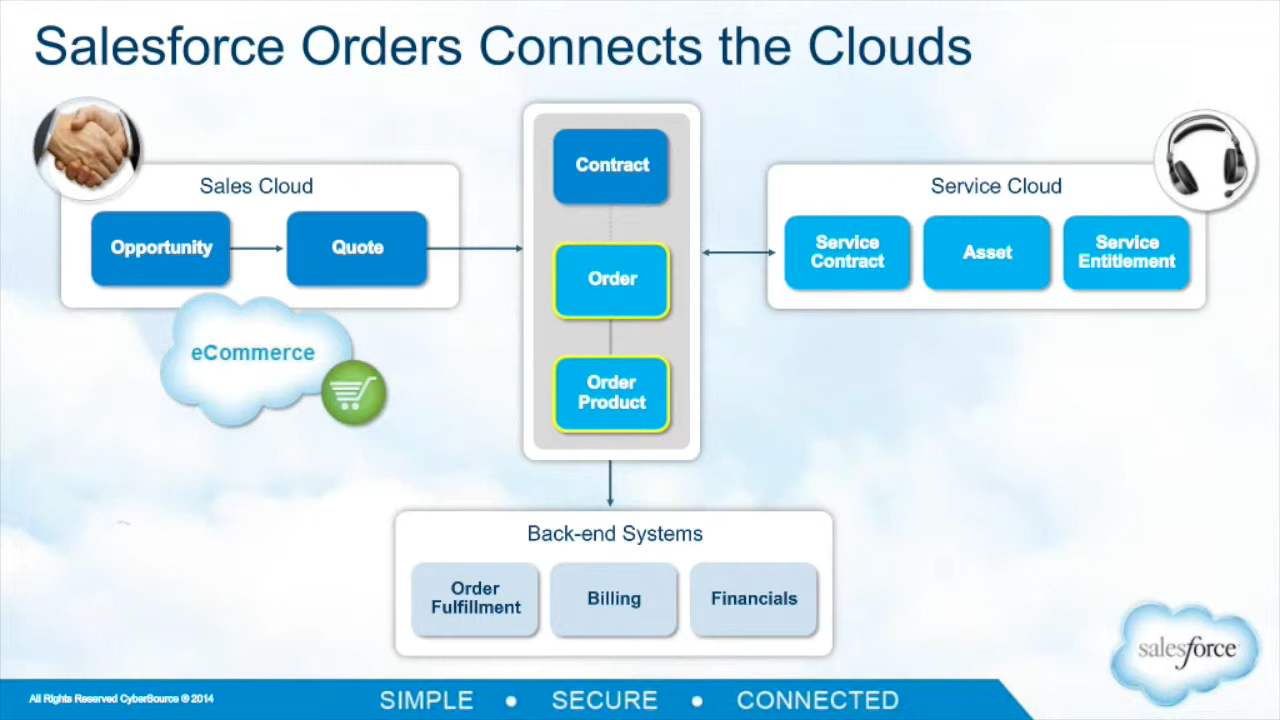 Salesforce Orders Connects the Clouds
Sales Cloud
Opportunity
Quote
eCommerce
Contract
Order
Order
Product
Service Cloud
Service
Contract
Asset
Service
Entitlement
Back-end Systems
Order
Fulfillment
Billing
Financials
salesforce
All Rights Reserved CyberSource ® 2014
SIMPLE • SECURE • CONNECTED